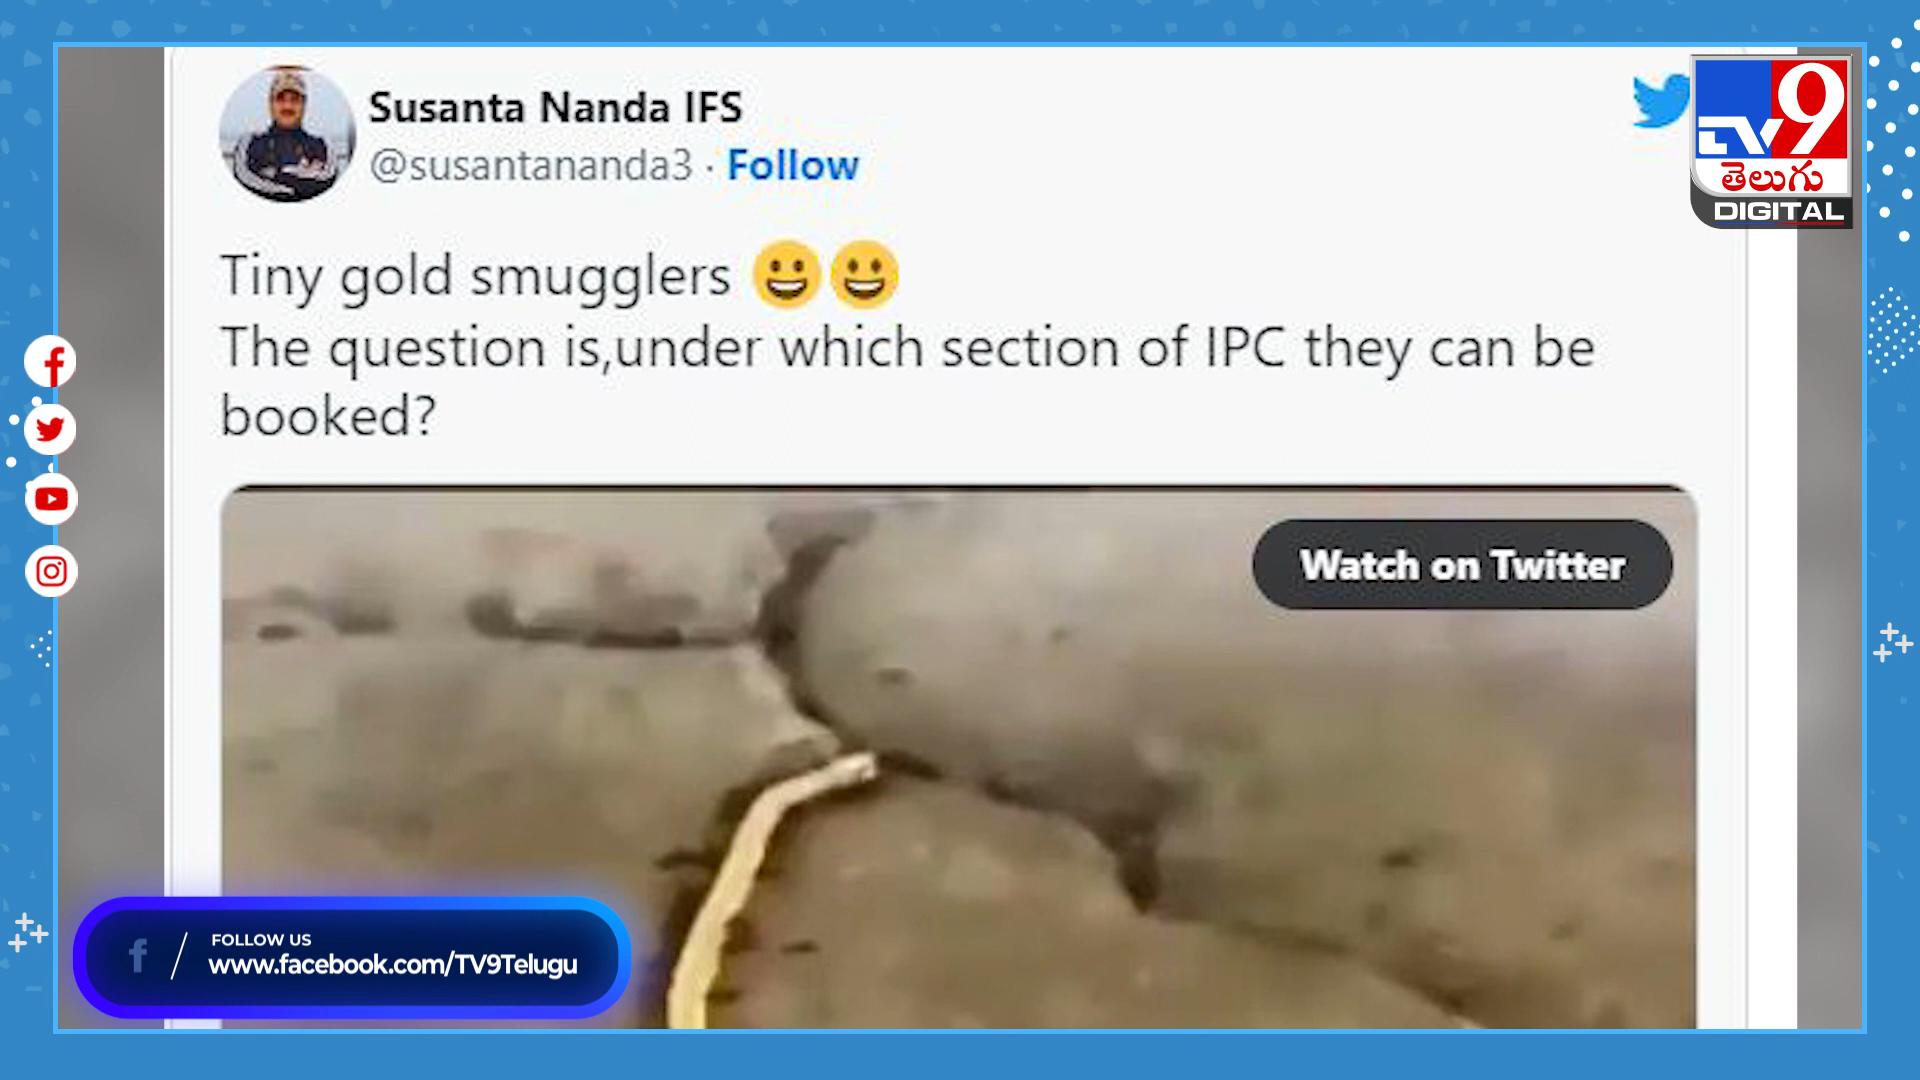 Susanta Nanda IFS
@susantananda3 · Follow
Tiny gold smugglers 😀😀
The question is,under which section of IPC they can be
booked?
Watch on Twitter
TV9
తెలుగు
DIGITAL
FOLLOW US
www.facebook.com/TV9Telugu